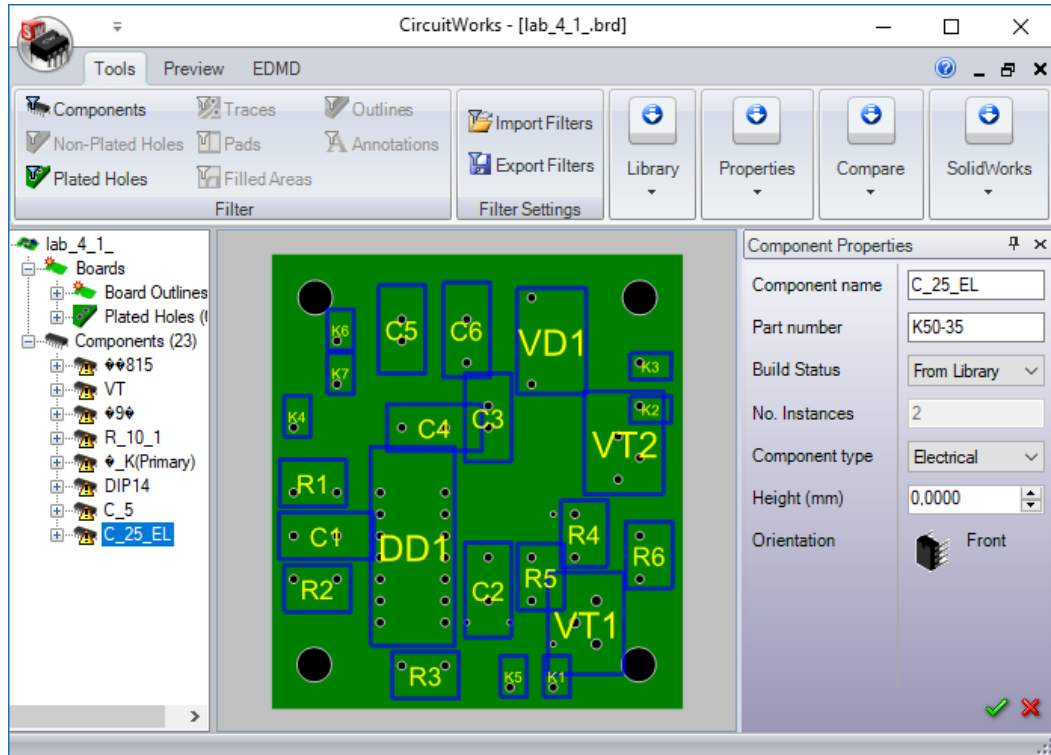 CircuitWorks - [lab_4_1_.brd]
Tools Preview EDMD
Components Traces Outlines
Non-Plated Holes Pads Annotations
Plated Holes Filled Areas
Filter
Import Filters
Export Filters
Filter Settings
Library
Properties
Compare
SolidWorks
lab_4_1_
Boards
Board Outlines
Plated Holes (
Components (23)
��815
VT
�9�
R_10_1
�_K(Primary)
DIP14
C_5
C_25_EL
K6 C5 C6 VD1
K7 K3
K4 C4 C3 K2
VT2
R1
C1 DD1 R4
R2 C2 R5 R6
VT1
R3 K5 K1
Component Properties
Component name C_25_EL
Part number K50-35
Build Status From Library
No. Instances 2
Component type Electrical
Height (mm) 0,0000
Orientation Front